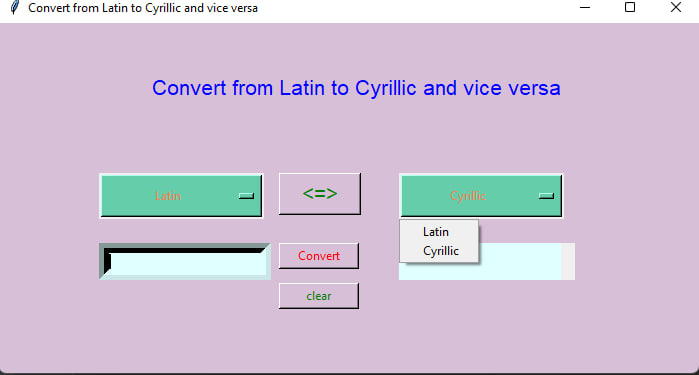 Convert from Latin to Cyrillic and vice versa
Convert from Latin to Cyrillic and vice versa
Latin <=> Cyrillic
Latin
Cyrillic
Convert
clear